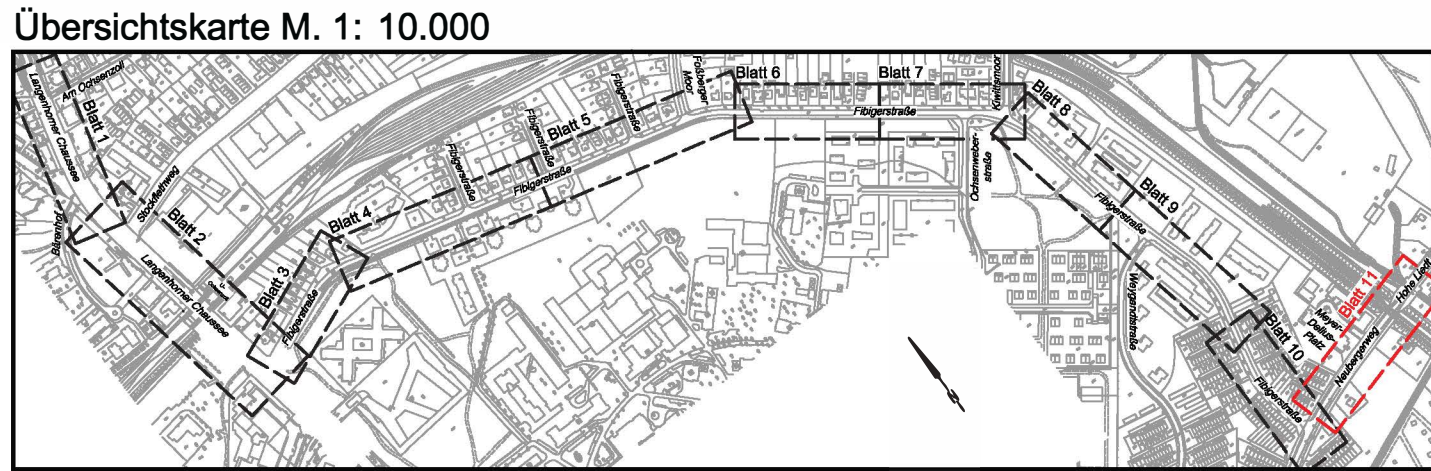 Übersichtskarte M. 1: 10.000
Langenhorner Chaussee
Am Ochsenzoll
Blatt 1
Bärenhof
Stockflethweg
Blatt 2
Langenhorner Chaussee
Blatt 3
Fibigerstraße
Blatt 4
Fibigerstraße
Blatt 5
Fibigerstraße
Fibigerstraße
Fibigerstraße
Foßberger
Moor
Blatt 6
Blatt 7
Fibigerstraße
Kiwittsmoor
Blatt 8
Ochsenweber-
straße
Blatt 9
Fibigerstraße
Weygandtstraße
Blatt 10
Fibigerstraße
Meyer-
Delius-
Platz
Blatt 11
Neubergerweg
Hohe Liedt
N